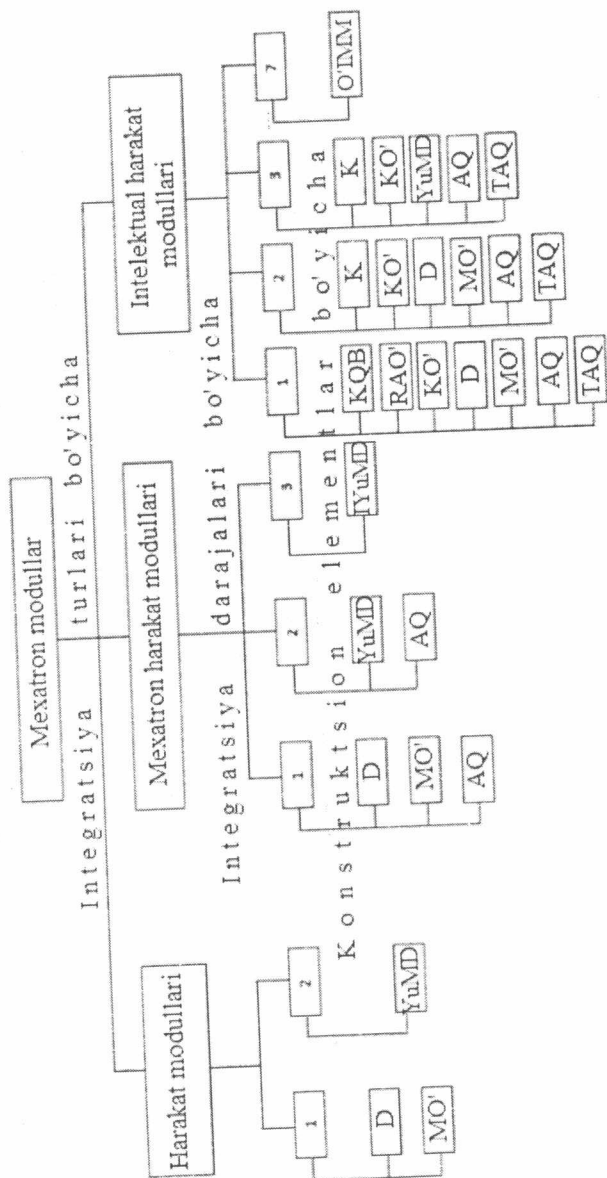 Mexatron modullar
Integratsiya turlari bo'yicha
Harakat modullari
Mexatron harakat modullari
Intelektual harakat
modullari
Integratsiya darajalari bo'yicha
1
2
1
2
3
1
2
3
7
Konstruktsion elementlar bo'yicha
D
MO'
YuMD
D
MO'
AQ
YuMD
AQ
IYuMD
KQB
RAO'
KO'
D
MO'
AQ
TAQ
K
KO'
D
MO'
AQ
TAQ
K
KO'
YuMD
AQ
TAQ
O'IMM